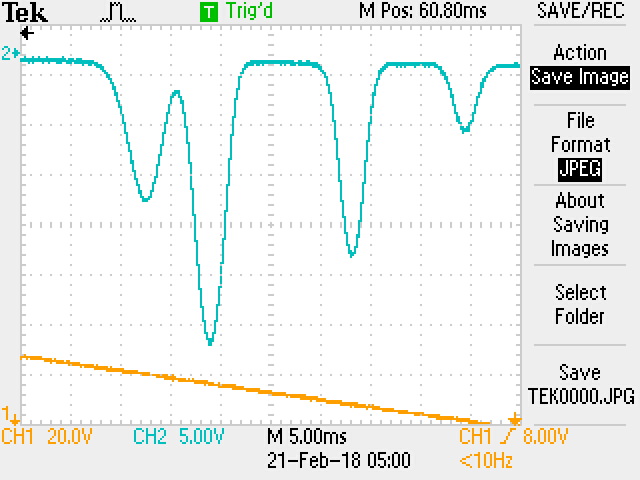 Tek T Trig'd M Pos: 60.80ms SAVE/REC
2
Action
Save Image
File
Format
JPEG
About
Saving
Images
Select
Folder
Save
TEK0000.JPG
1
CH1 20.0V CH2 5.00V M 5.00ms CH1 8.00V
21-Feb-18 05:00 <10Hz